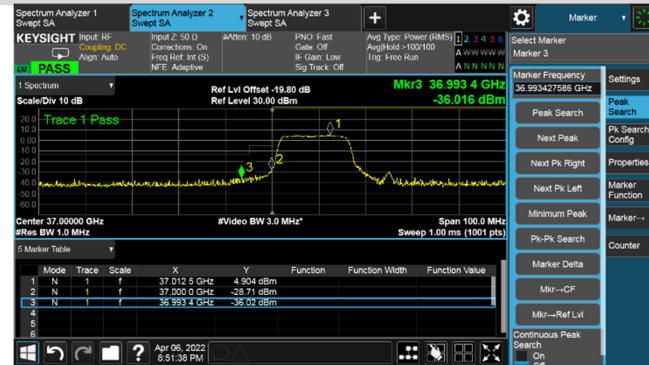 Spectrum Analyzer 1
Swept SA
Spectrum Analyzer 2
Swept SA
Spectrum Analyzer 3
Swept SA
+
Marker
KEYSIGHT
Input: RF
Coupling: DC
Align: Auto
Input Z: 50 Ω
Corrections: On
Freq Ref: Int (S)
NFE: Adaptive
#Atten: 10 dB
PNO: Fast
Gate: Off
IF Gain: Low
Sig Track: Off
Avg Type: Power (RMS)
Avg|Hold:>100/100
Trig: Free Run
1 2 3 4 5 6
A W W W W W
A N N N N N
PASS
Select Marker
Marker 3
1 Spectrum
Scale/Div 10 dB
Ref Lvl Offset -19.80 dB
Ref Level 30.00 dBm
Mkr3 36.993 4 GHz
-36.016 dBm
Trace 1 Pass
20.0
10.0
0.00
-10.0
-20.0
-30.0
-40.0
-50.0
-60.0
1
2
3
Center 37.00000 GHz
#Res BW 1.0 MHz
#Video BW 3.0 MHz*
Span 100.0 MHz
Sweep 1.00 ms (1001 pts)
5 Marker Table
Mode Trace Scale X Y Function Function Width Function Value
1 N 1 f 37.012 5 GHz 4.904 dBm
2 N 1 f 37.000 0 GHz -28.71 dBm
3 N 1 f 36.993 4 GHz -36.02 dBm
4
5
6
Apr 06, 2022
8:51:38 PM
?
Marker Frequency
36.993427586 GHz
Peak Search
Next Peak
Next Pk Right
Next Pk Left
Minimum Peak
Pk-Pk Search
Marker Delta
Mkr→CF
Mkr→Ref Lvl
Continuous Peak
Search
On
Off
Settings
Peak
Search
Pk Search
Config
Properties
Marker
Function
Marker→
Counter